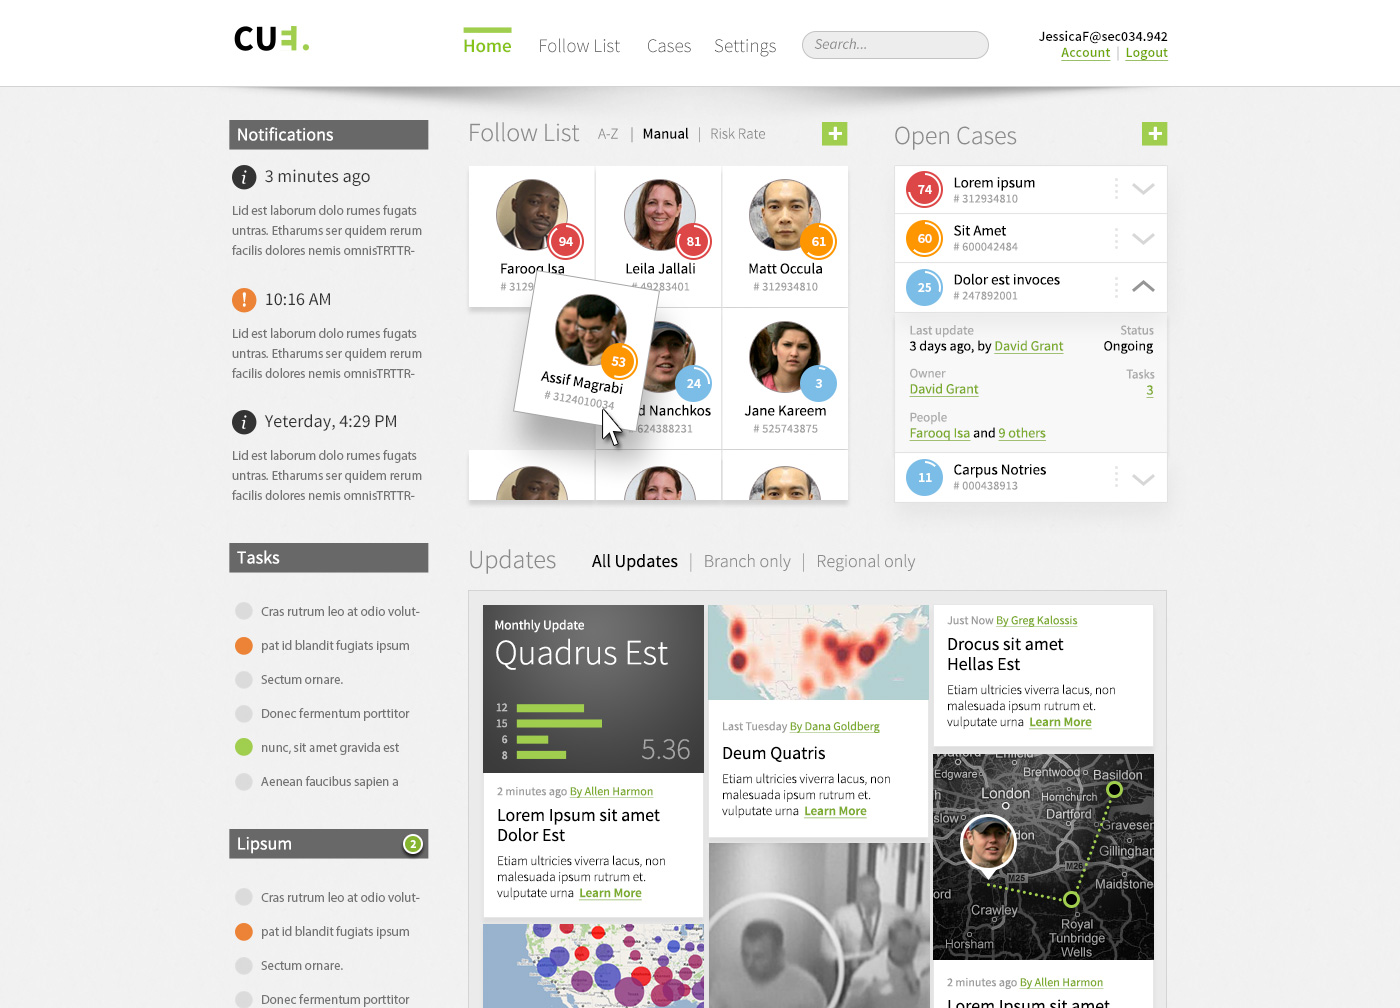 CUE.
Home
Follow List
Cases
Settings
Search...
JessicaF@sec034.942
Account | Logout
Notifications
3 minutes ago
Lid est laborum dolo rumes fugats
untras. Etharums ser quidem rerum
facilis dolores nemis omnisTRTTR-
10:16 AM
Lid est laborum dolo rumes fugats
untras. Etharums ser quidem rerum
facilis dolores nemis omnisTRTTR-
Yeterday, 4:29 PM
Lid est laborum dolo rumes fugats
untras. Etharums ser quidem rerum
facilis dolores nemis omnisTRTTR-
Tasks
Cras rutrum leo at odio volut-
pat id blandit fugiats ipsum
Sectum ornare.
Donec fermentum porttitor
nunc, sit amet gravida est
Aenean faucibus sapien a
Lipsum
2
Cras rutrum leo at odio volut-
pat id blandit fugiats ipsum
Sectum ornare.
Donec fermentum porttitor
Follow List
A-Z | Manual | Risk Rate
94
Farooq Isa
# 3129
81
Leila Jallali
# 49283401
61
Matt Occula
# 312934810
53
Assif Magrabi
# 3124010034
24
d Nanchkos
624388231
3
Jane Kareem
# 525743875
Open Cases
74
Lorem ipsum
# 312934810
60
Sit Amet
# 600042484
25
Dolor est invoces
# 247892001
Last update
3 days ago, by David Grant
Status
Ongoing
Owner
David Grant
Tasks
3
People
Farooq Isa and 9 others
11
Carpus Notries
# 000438913
Updates
All Updates | Branch only | Regional only
Monthly Update
Quadrus Est
12
15
6
8
5.36
2 minutes ago By Allen Harmon
Lorem Ipsum sit amet
Dolor Est
Etiam ultricies viverra lacus, non
malesuada ipsum rutrum et.
vulputate urna Learn More
Last Tuesday By Dana Goldberg
Deum Quatris
Etiam ultricies viverra lacus, non
malesuada ipsum rutrum et.
vulputate urna Learn More
Just Now By Greg Kalossis
Drocus sit amet
Hellas Est
Etiam ultricies viverra lacus, non
malesuada ipsum rutrum et.
vulputate urna Learn More
Edgware
Brentwood
Basildon
London
Hornchurch
slow
Dartford
don
Gravesen
Gillinghar
M26
M25
Maidstone
ord
Crawley
Royal
Tunbridge
Wells
Horsham
2 minutes ago By Allen Harmon
Lorem Ipsum sit amet